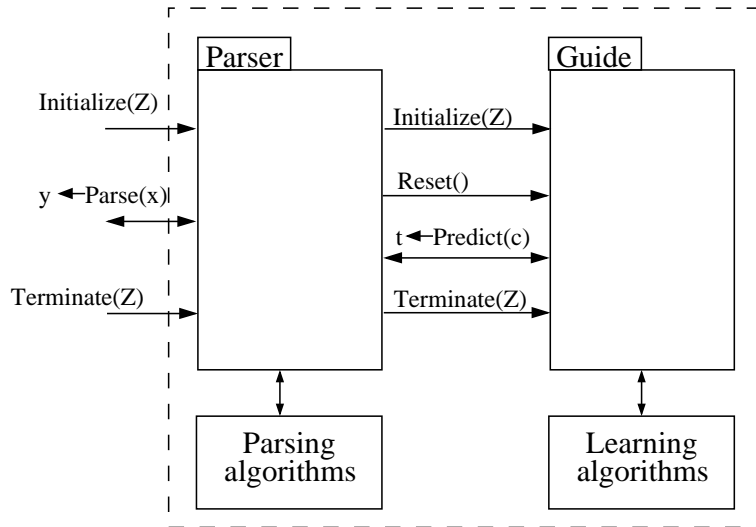 Parser
Guide
Initialize(Z)
Initialize(Z)
Reset()
y Parse(x)
t Predict(c)
Terminate(Z)
Terminate(Z)
Parsing
algorithms
Learning
algorithms